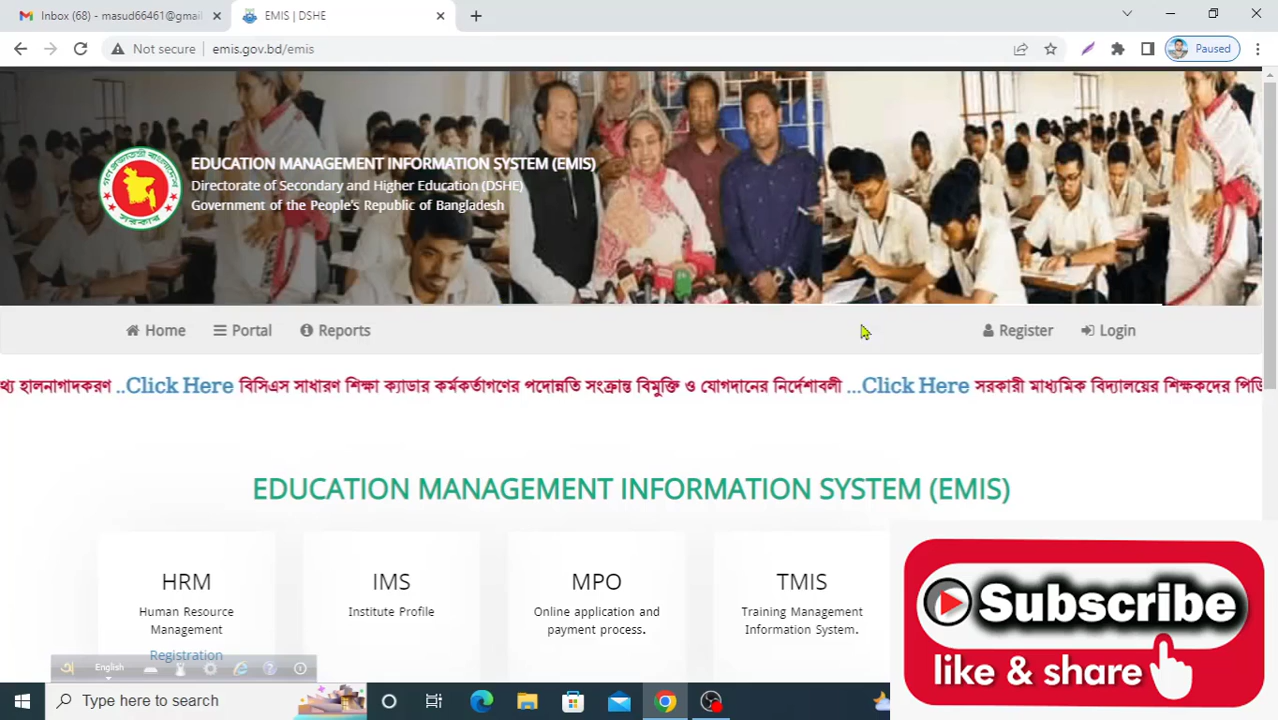 Inbox (68) - masud66461@gmail
EMIS | DSHE
Not secure
emis.gov.bd/emis
Paused
গণপ্রজাতন্ত্রী বাংলাদেশ
সরকার
EDUCATION MANAGEMENT INFORMATION SYSTEM (EMIS)
Directorate of Secondary and Higher Education (DSHE)
Government of the People's Republic of Bangladesh
Home Portal Reports Register Login
থ্য হালনাগাদকরণ ..Click Here বিসিএস সাধারণ শিক্ষা ক্যাডার কর্মকর্তাগণের পদোন্নতি সংক্রান্ত বিমুক্তি ও যোগদানের নির্দেশাবলী ...Click Here সরকারী মাধ্যমিক বিদ্যালয়ের শিক্ষকদের পিডি
EDUCATION MANAGEMENT INFORMATION SYSTEM (EMIS)
HRM
Human Resource
Management
Registration
IMS
Institute Profile
MPO
Online application and
payment process.
TMIS
Training Management
Information System.
Subscribe
like & share
অ English
Type here to search